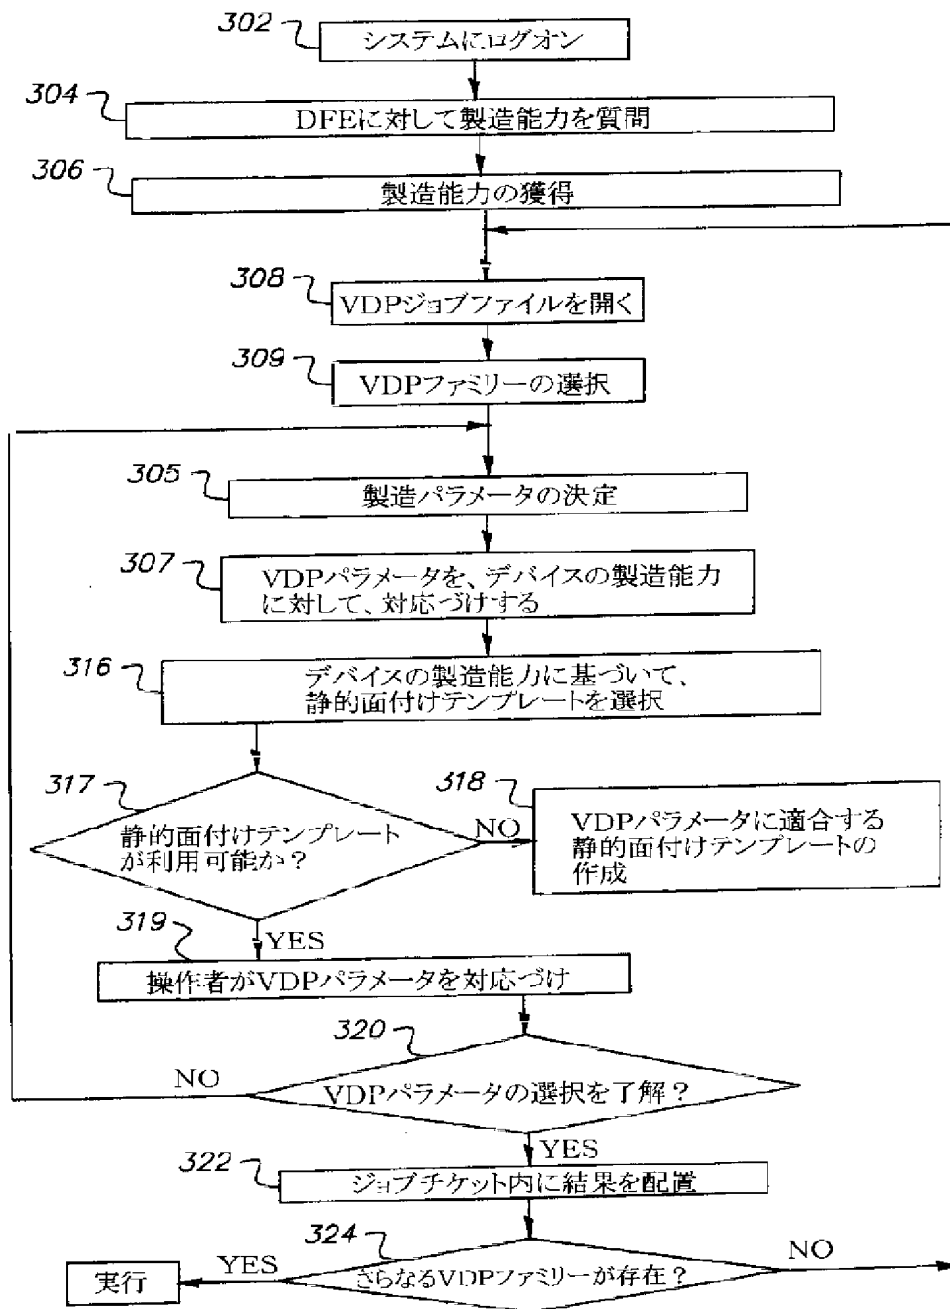 302
システムにログオン
304
DFEに対して製造能力を質問
306
製造能力の獲得
308
VDPジョブファイルを開く
309
VDPファミリーの選択
305
製造パラメータの決定
307
VDPパラメータを、デバイスの製造能力
に対して、対応づけする
316
デバイスの製造能力に基づいて、
静的面付けテンプレートを選択
317
静的面付けテンプレート
が利用可能か?
NO
318
VDPパラメータに適合する
静的面付けテンプレートの
作成
YES
319
操作者がVDPパラメータを対応づけ
320
VDPパラメータの選択を了解?
NO
YES
322
ジョブチケット内に結果を配置
324
さらなるVDPファミリーが存在?
YES
NO
実行